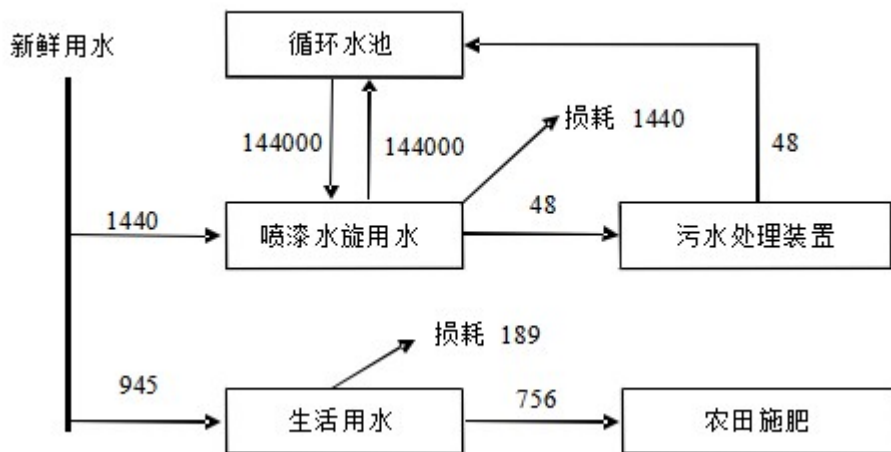 新鲜用水
循环水池
144000
144000
损耗 1440
48
1440
喷漆水旋用水
48
污水处理装置
损耗 189
945
生活用水
756
农田施肥